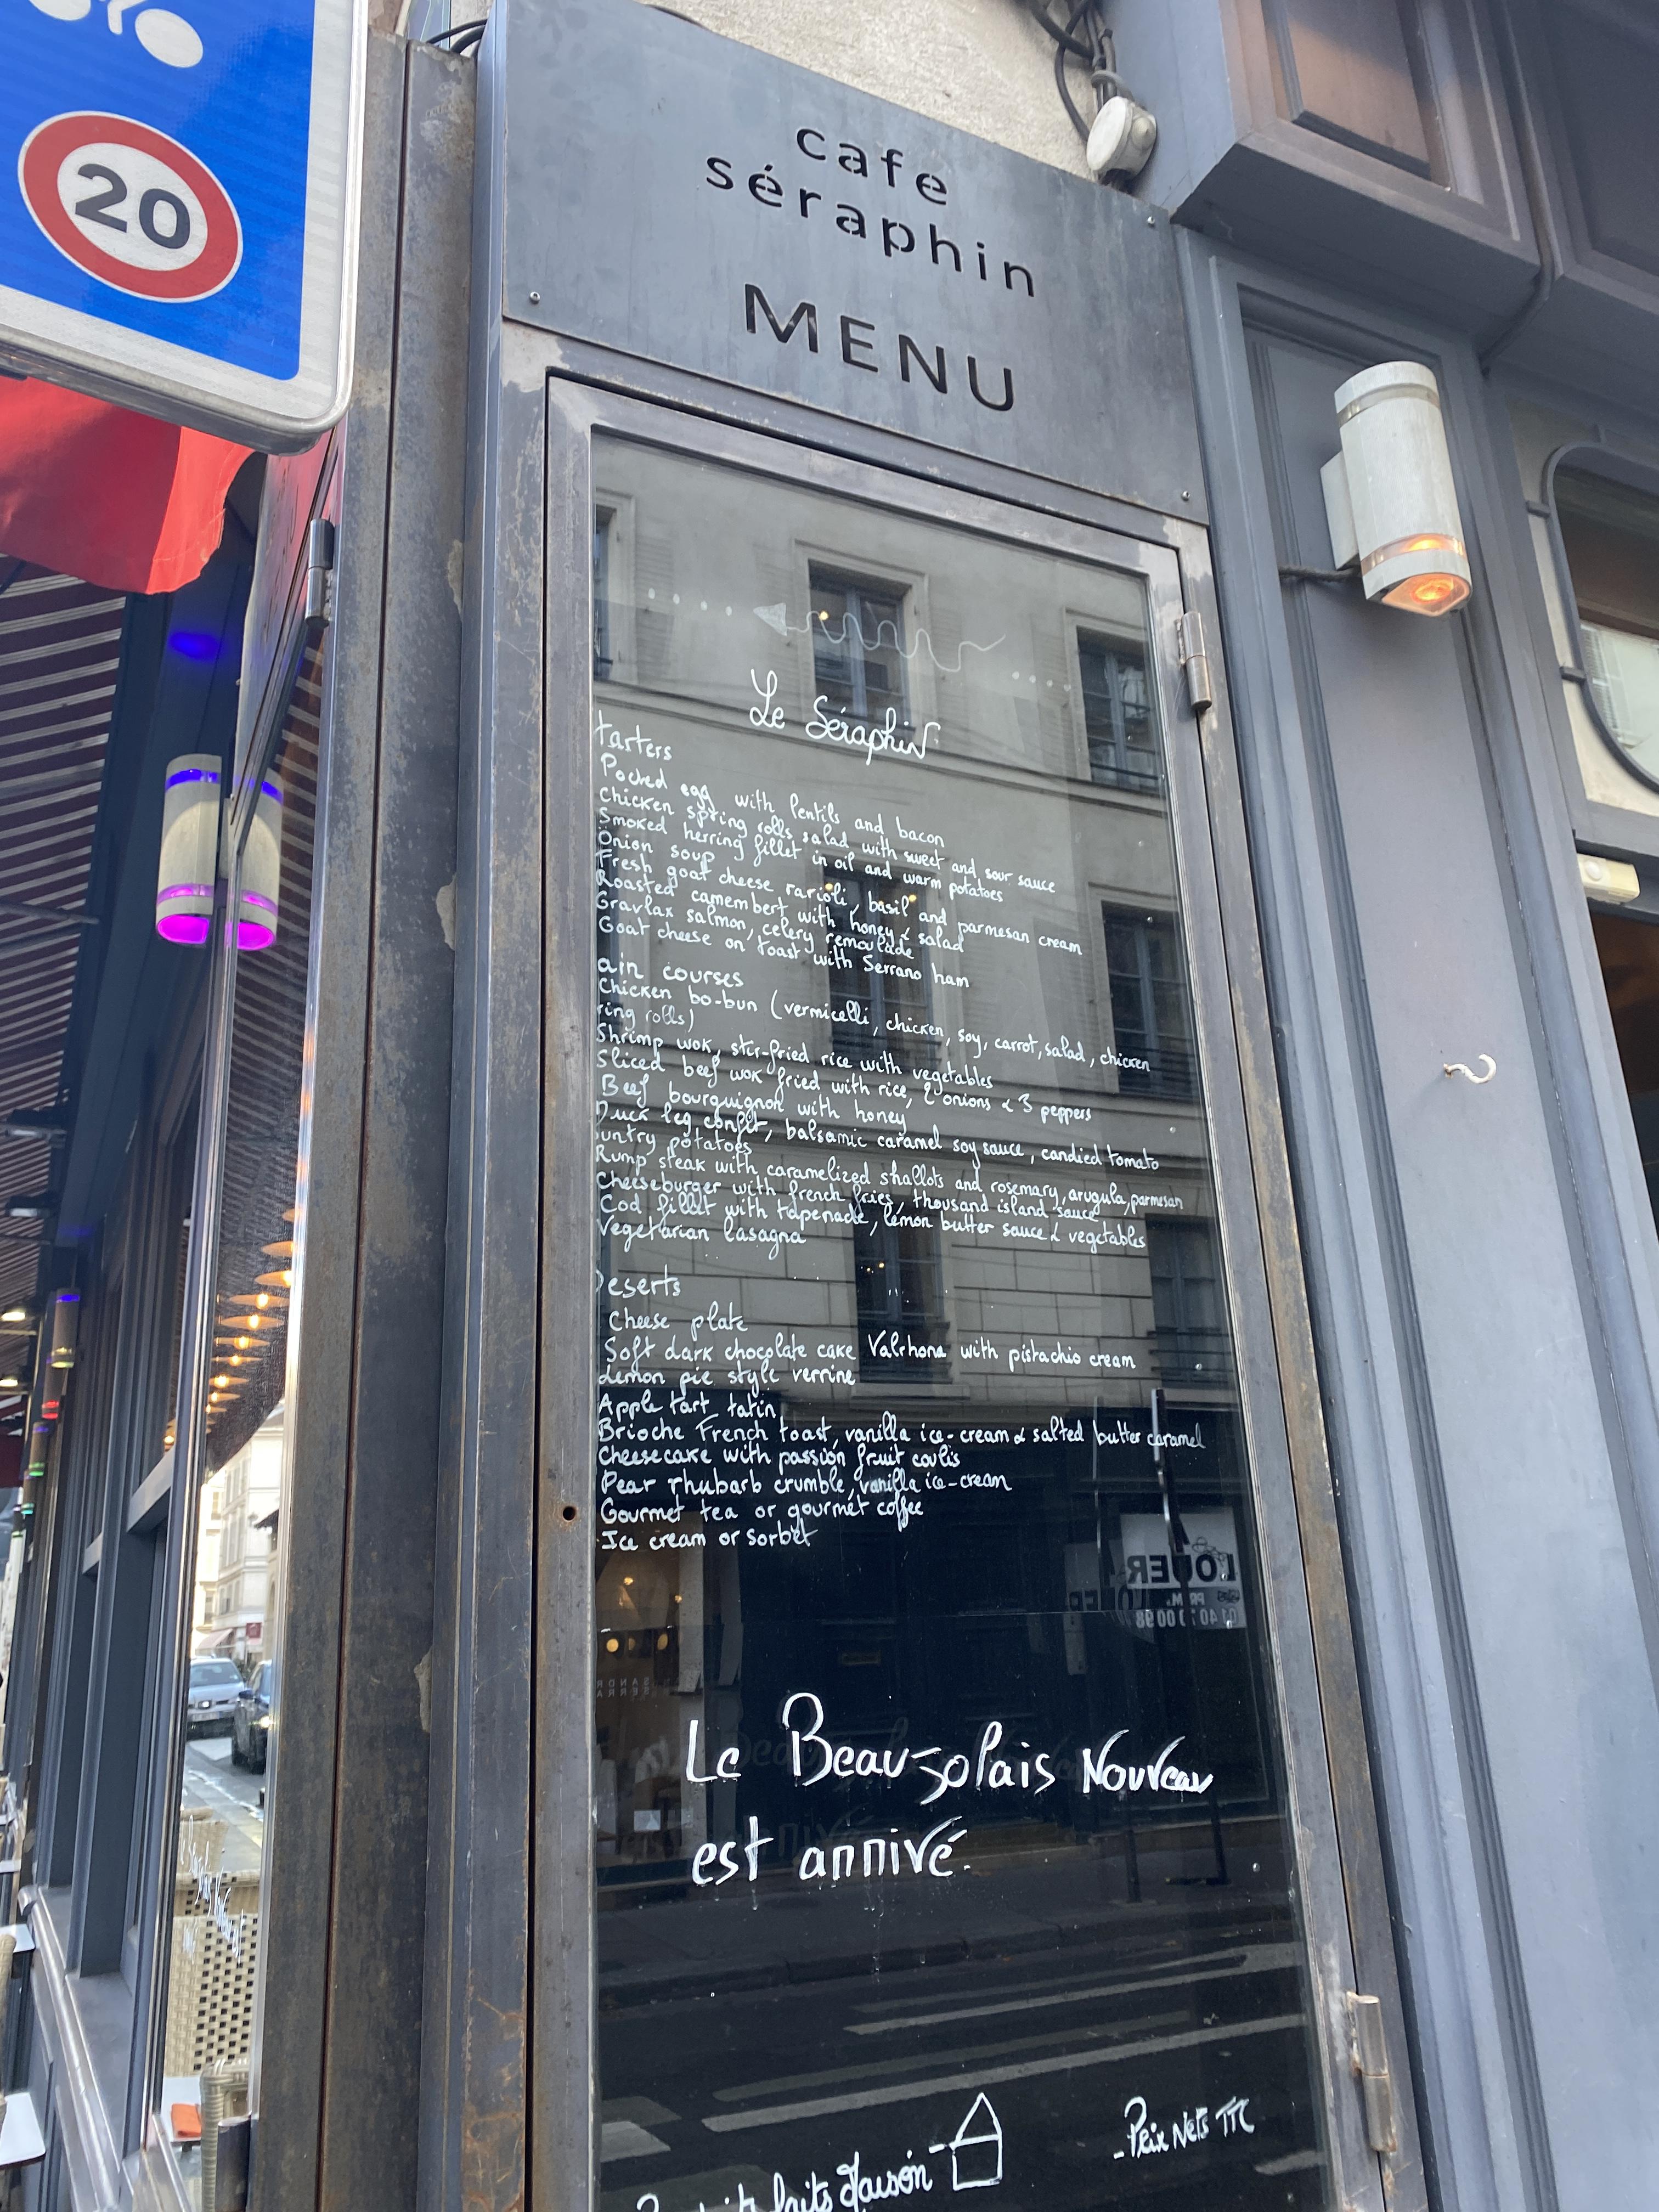 20
cafe
séraphin
MENU
Le Séraphin
tarters
Poched egg with lentils and bacon
Chicken spring rolls salad with sweet and sour sauce
Smoked herring fillet in oil and warm potatoes
Onion soup
Fresh goat cheese ravioli, basil and parmesan cream
Roasted camembert with honey & salad
Gravlax salmon, celery remoulade
Goat cheese on toast with Serrano ham
ain courses
Chicken bo-bun (vermicelli, chicken, soy, carrot, salad, chicken
ring rolls)
Shrimp wok, stir-fried rice with vegetables
Sliced beef wok fried with rice, 2 onions & 3 peppers
Beef bourguignon with honey
Duck leg confit, balsamic caramel soy sauce, candied tomato
untry potatoes
Rump steak with caramelized shallots and rosemary, arugula, parmesan
Cheeseburger with french fries, thousand island sauce
Cod fillet with tapenade, lemon butter sauce & vegetables
Vegetarian lasagna
Deserts
Cheese plate
Soft dark chocolate cake Valrhona with pistachio cream
Lemon pie style verrine
Apple tart tatin
Brioche French toast, vanilla ice-cream & salted butter caramel
Cheesecake with passion fruit coulis
Pear rhubarb crumble, vanilla ice-cream
Gourmet tea or gourmet coffee
Ice cream or sorbet
LOUER
Le Beaujolais Nouveau
est arrivé.
faits Maison
- Prix Nets TTC